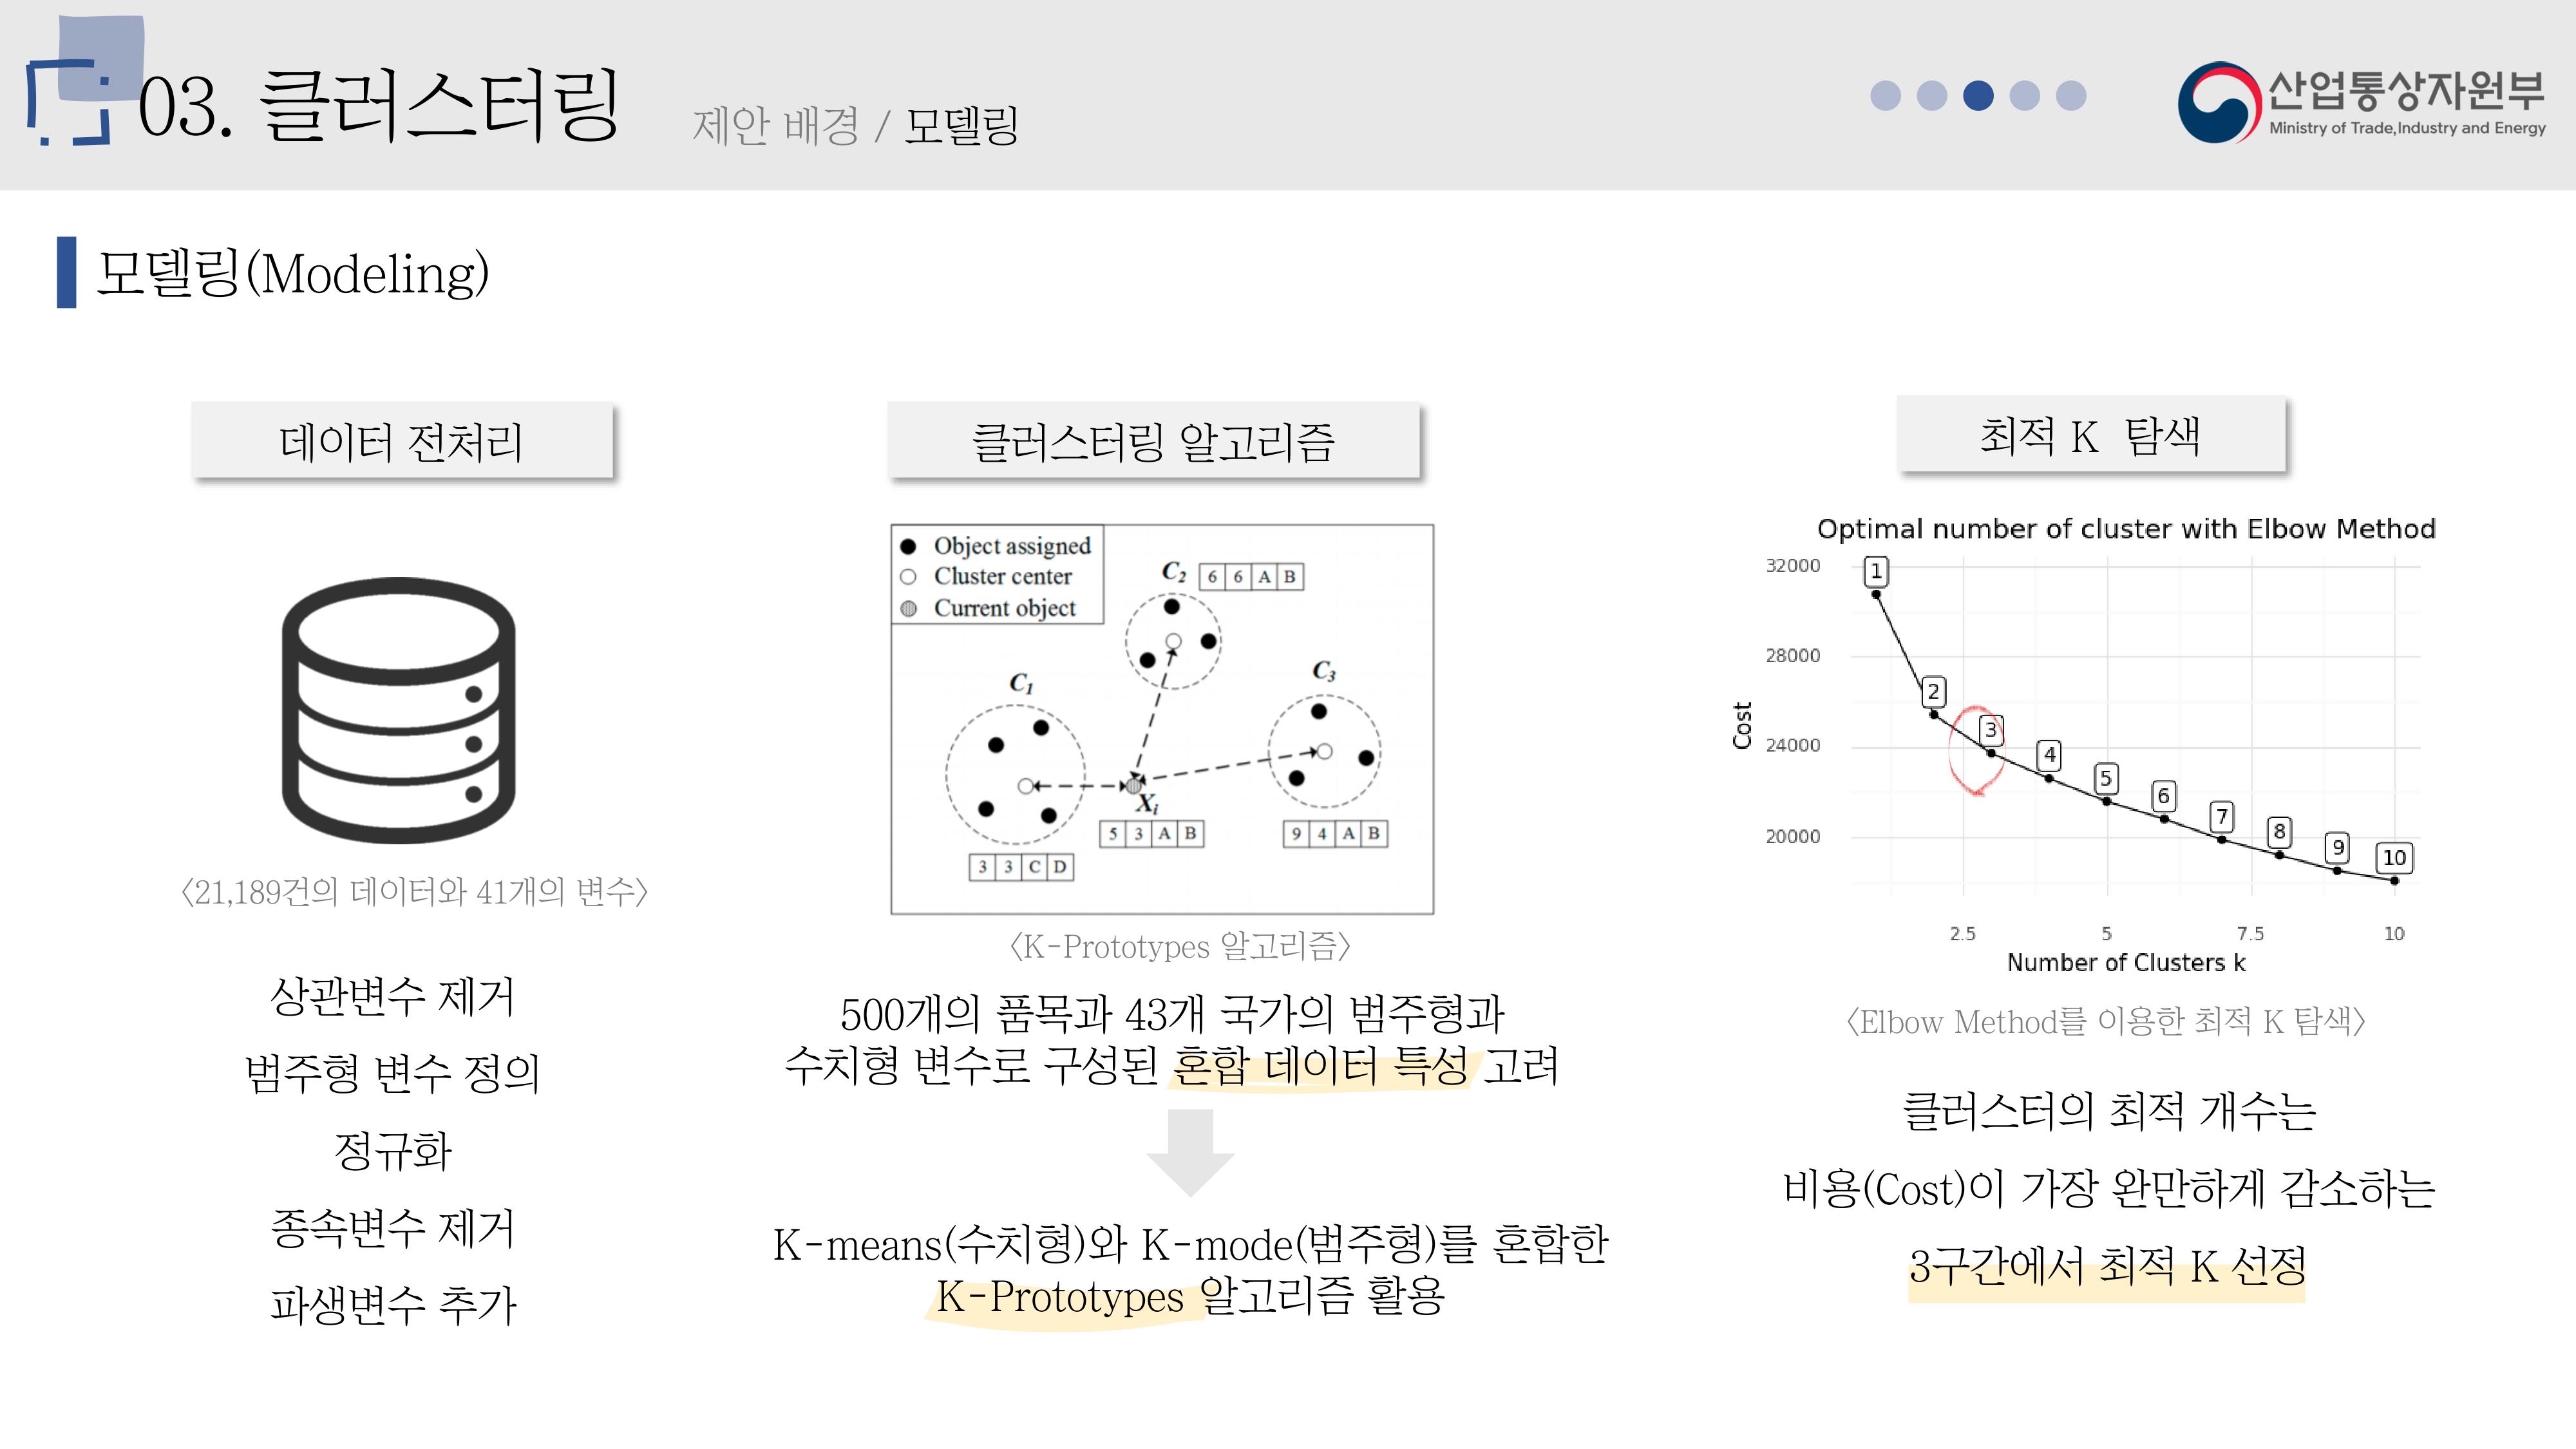 03. 클러스터링
제안 배경 / 모델링
산업통상자원부
Ministry of Trade,Industry and Energy
모델링(Modeling)
데이터 전처리
〈21,189건의 데이터와 41개의 변수〉
상관변수 제거
범주형 변수 정의
정규화
종속변수 제거
파생변수 추가
클러스터링 알고리즘
Object assigned
Cluster center
Current object
C2 6 6 A B
C1
C3
Xi
5 3 A B
9 4 A B
3 3 C D
〈K-Prototypes 알고리즘〉
500개의 품목과 43개 국가의 범주형과
수치형 변수로 구성된 혼합 데이터 특성 고려
K-means(수치형)와 K-mode(범주형)를 혼합한
K-Prototypes 알고리즘 활용
최적 K 탐색
Optimal number of cluster with Elbow Method
32000
28000
24000
20000
Cost
1
2
3
4
5
6
7
8
9
10
2.5 5 7.5 10
Number of Clusters k
〈Elbow Method를 이용한 최적 K 탐색〉
클러스터의 최적 개수는
비용(Cost)이 가장 완만하게 감소하는
3구간에서 최적 K 선정